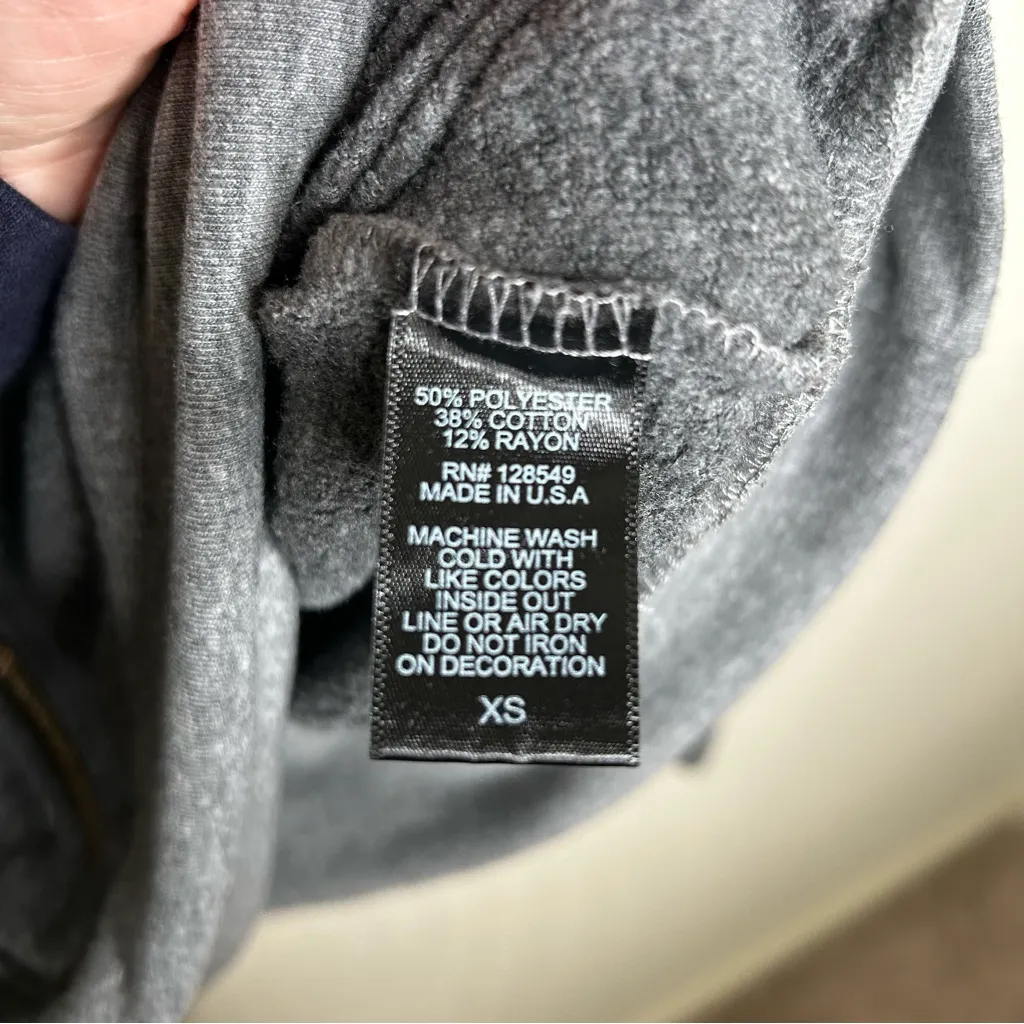 50% POLYESTER
38% COTTON
12% RAYON
RN# 128549
MADE IN U.S.A
MACHINE WASH
COLD WITH
LIKE COLORS
INSIDE OUT
LINE OR AIR DRY
DO NOT IRON
ON DECORATION
XS